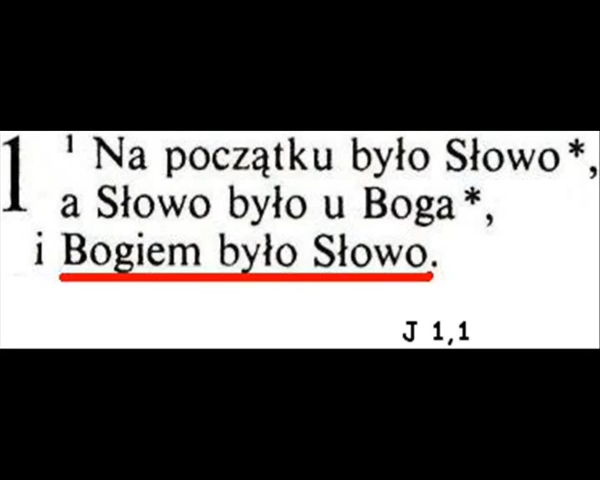 1 ¹ Na początku było Słowo*,
a Słowo było u Boga*,
i Bogiem było Słowo.
J 1,1